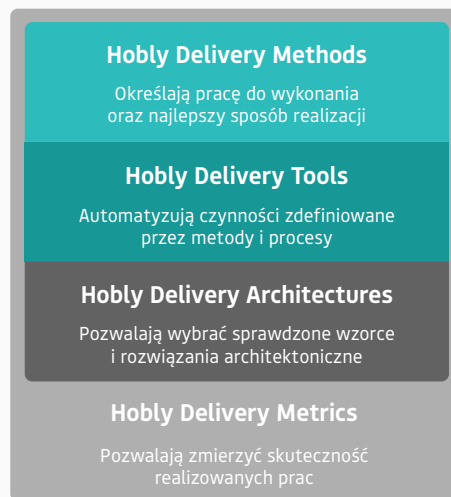 Hobly Delivery Methods
Określają pracę do wykonania
oraz najlepszy sposób realizacji
Hobly Delivery Tools
Automatyzują czynności zdefiniowane
przez metody i procesy
Hobly Delivery Architectures
Pozwalają wybrać sprawdzone wzorce
i rozwiązania architektoniczne
Hobly Delivery Metrics
Pozwalają zmierzyć skuteczność
realizowanych prac